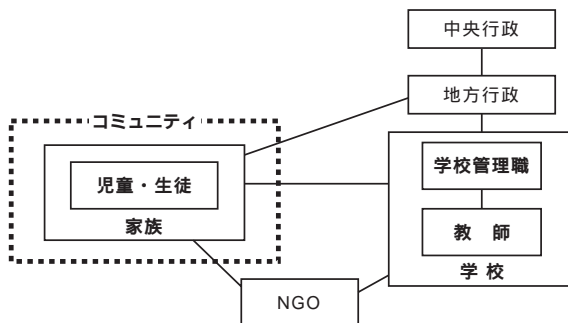 中央行政
地方行政
コミュニティ
学校管理職
児童・生徒
家族
教　師
学 校
NGO